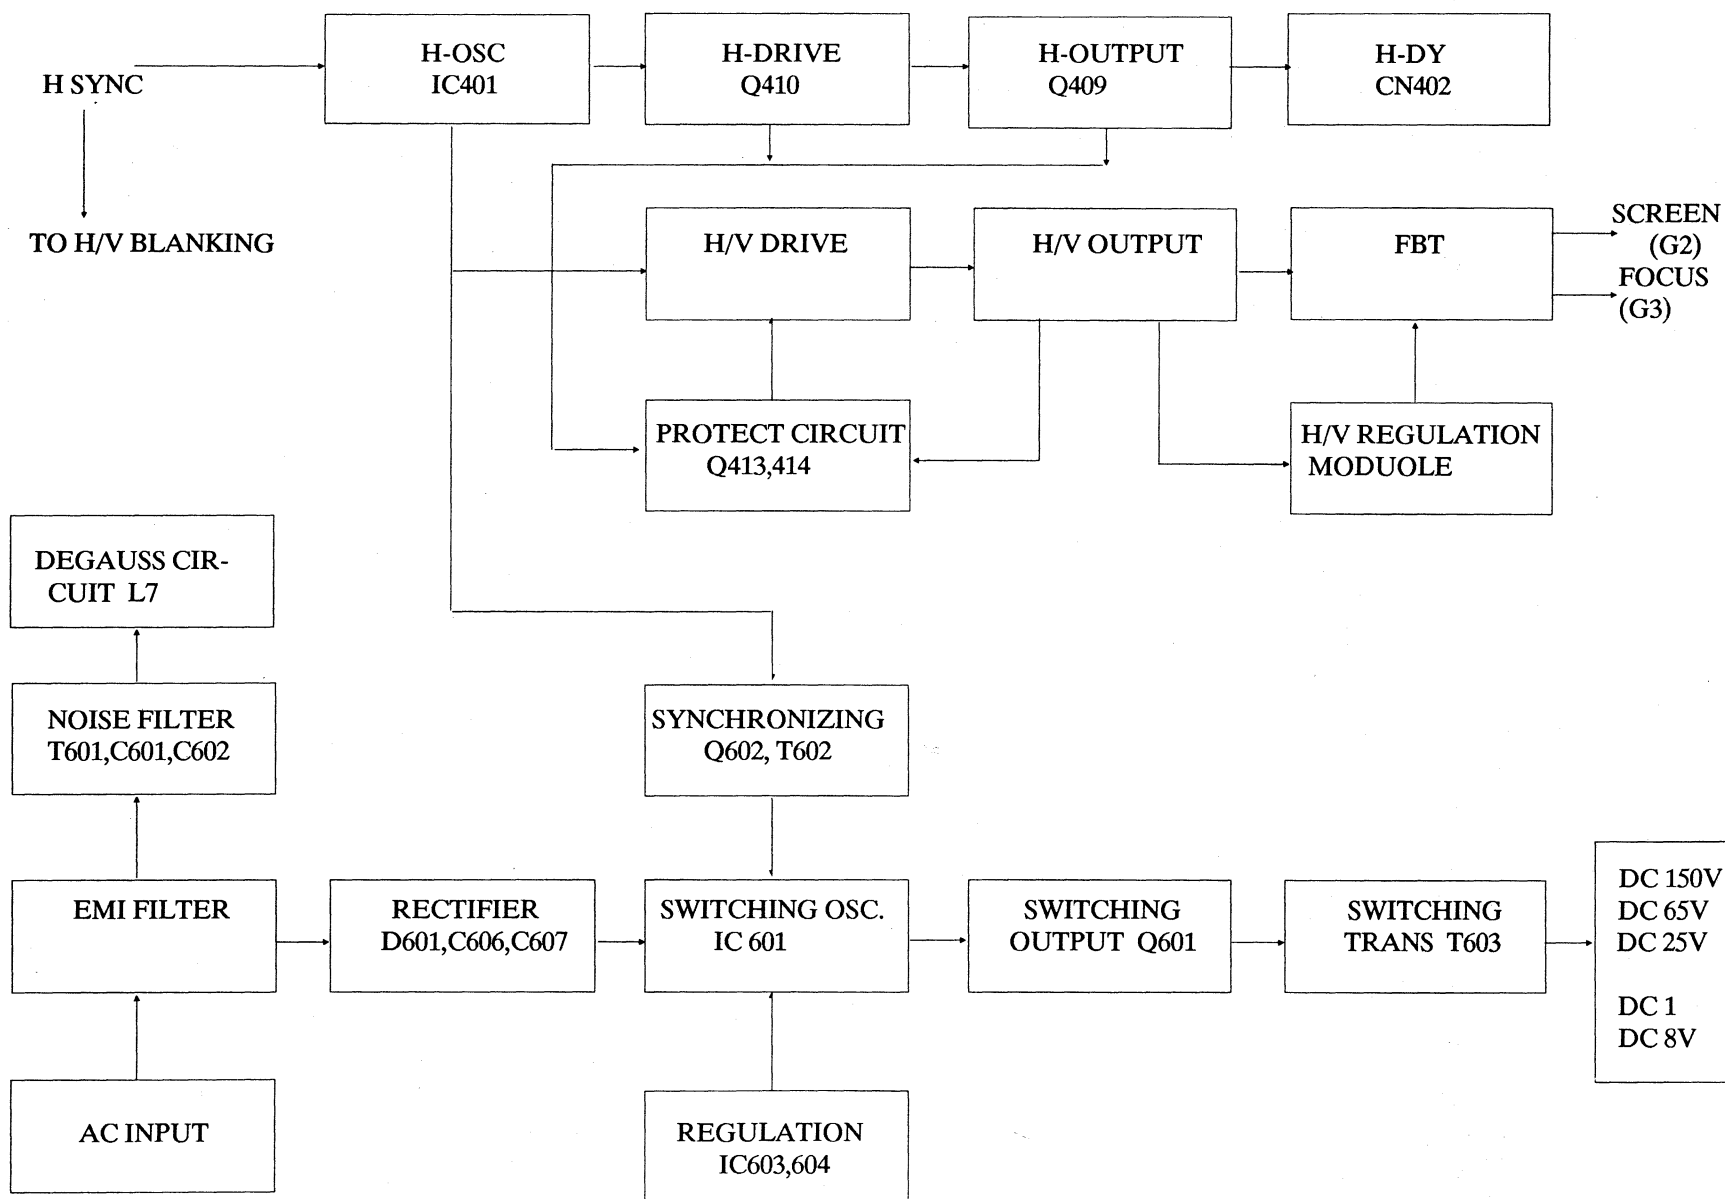 H-OSC
IC401
H-DRIVE
Q410
H-OUTPUT
Q409
H-DY
CN402
H SYNC
TO H/V BLANKING
H/V DRIVE
H/V OUTPUT
FBT
SCREEN
(G2)
FOCUS
(G3)
PROTECT CIRCUIT
Q413,414
H/V REGULATION
MODUOLE
DEGAUSS CIR-
CUIT L7
NOISE FILTER
T601,C601,C602
SYNCHRONIZING
Q602, T602
EMI FILTER
RECTIFIER
D601,C606,C607
SWITCHING OSC.
IC 601
SWITCHING
OUTPUT Q601
SWITCHING
TRANS T603
DC 150V
DC 65V
DC 25V
DC 1
DC 8V
AC INPUT
REGULATION
IC603,604